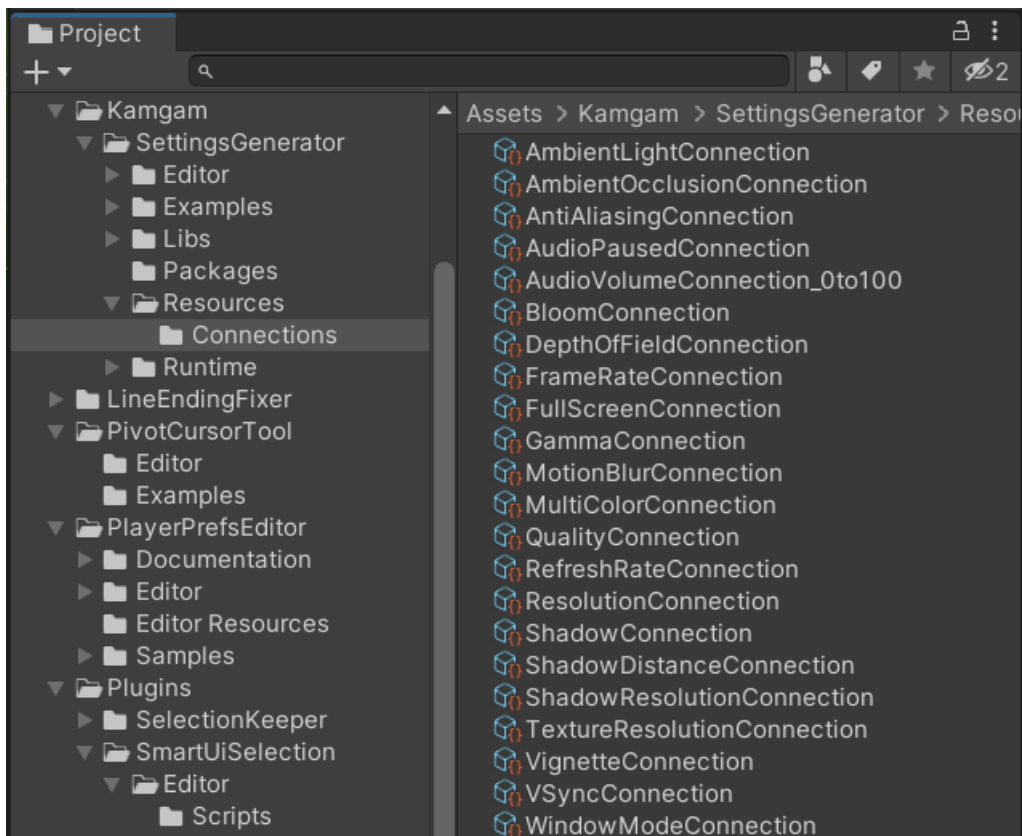 Project
2
Kamgam
SettingsGenerator
Editor
Examples
Libs
Packages
Resources
Connections
Runtime
LineEndingFixer
PivotCursorTool
Editor
Examples
PlayerPrefsEditor
Documentation
Editor
Editor Resources
Samples
Plugins
SelectionKeeper
SmartUiSelection
Editor
Scripts
Assets > Kamgam > SettingsGenerator > Resou
AmbientLightConnection
AmbientOcclusionConnection
AntiAliasingConnection
AudioPausedConnection
AudioVolumeConnection_0to100
BloomConnection
DepthOfFieldConnection
FrameRateConnection
FullScreenConnection
GammaConnection
MotionBlurConnection
MultiColorConnection
QualityConnection
RefreshRateConnection
ResolutionConnection
ShadowConnection
ShadowDistanceConnection
ShadowResolutionConnection
TextureResolutionConnection
VignetteConnection
VSyncConnection
WindowModeConnection